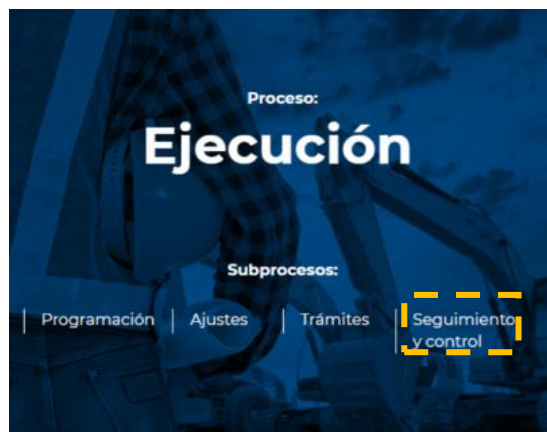 Proceso:
Ejecución
Subprocesos:
Programación
Ajustes
Trámites
Seguimiento
y control